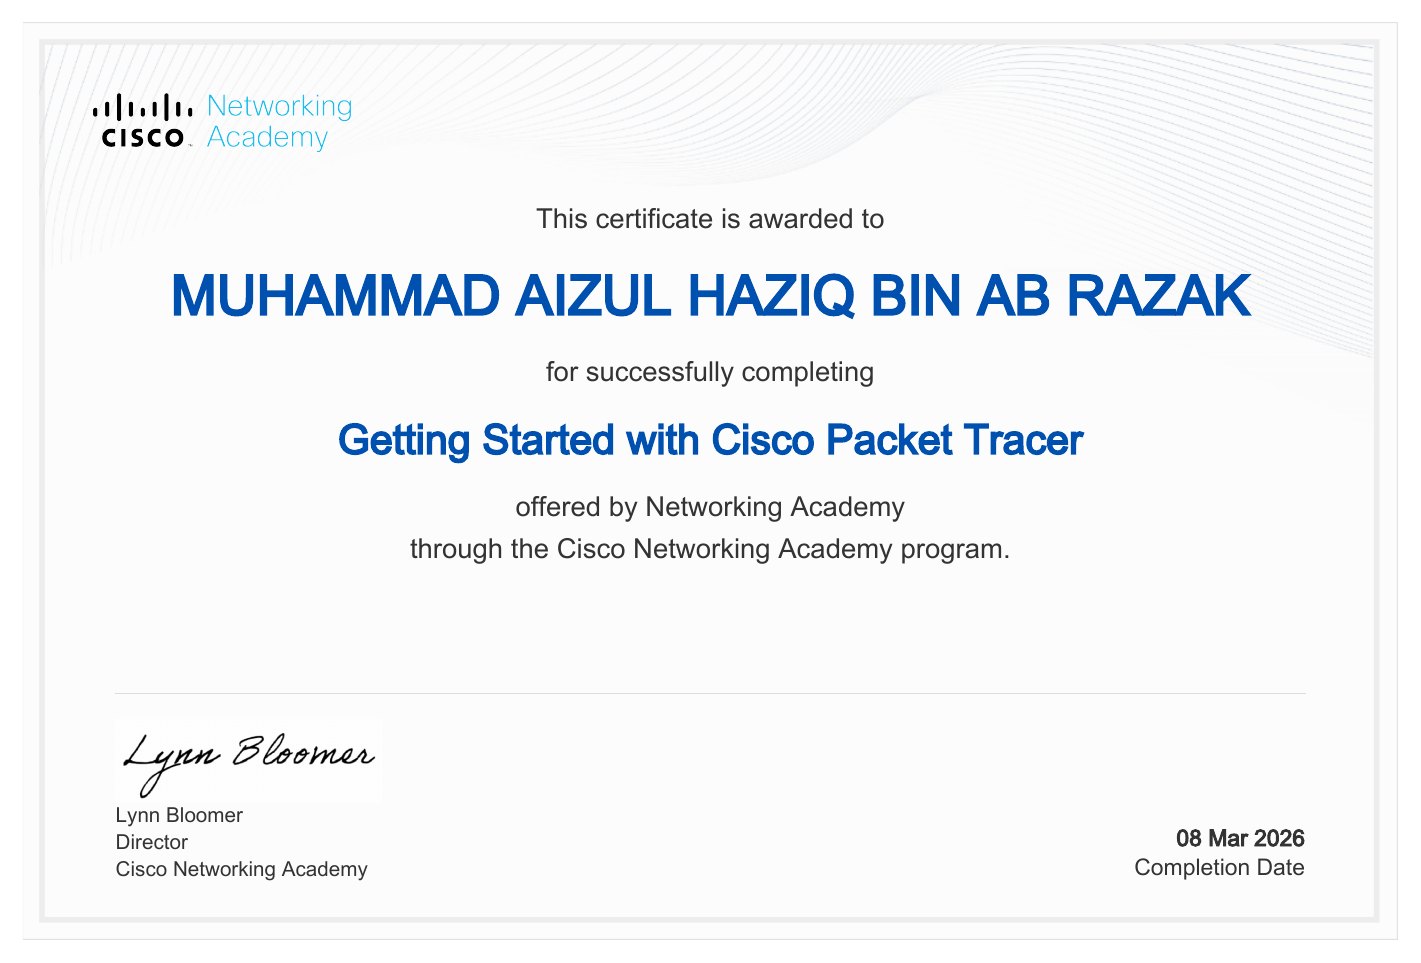 CISCO
Networking
Academy
This certificate is awarded to
MUHAMMAD AIZUL HAZIQ BIN AB RAZAK
for successfully completing
Getting Started with Cisco Packet Tracer
offered by Networking Academy
through the Cisco Networking Academy program.
Lynn Bloomer
Lynn Bloomer
Director
Cisco Networking Academy
08 Mar 2026
Completion Date